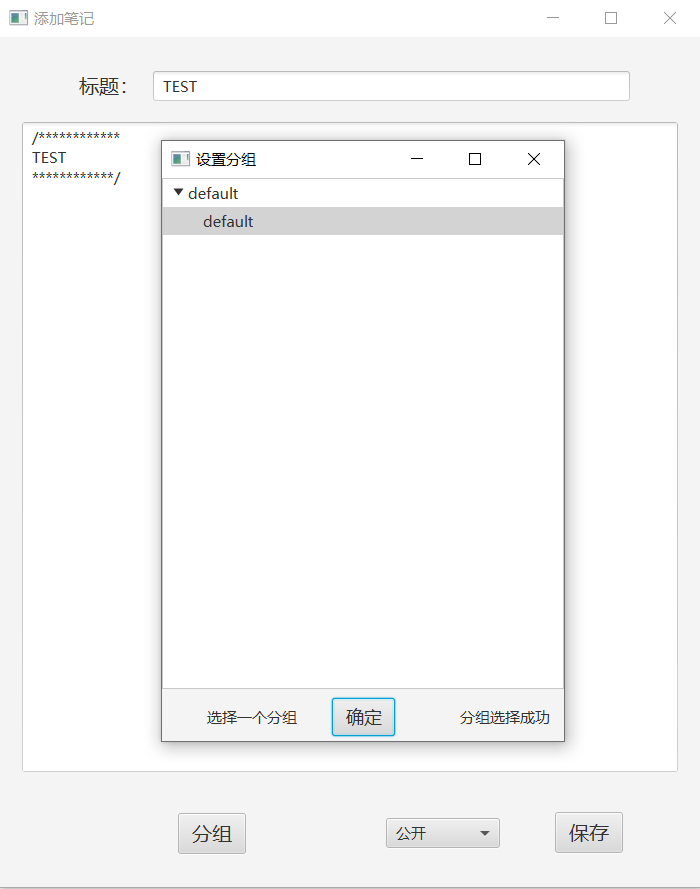 添加笔记
标题：
TEST
/************
TEST
************/
设置分组
default
default
选择一个分组
确定
分组选择成功
分组
公开
保存